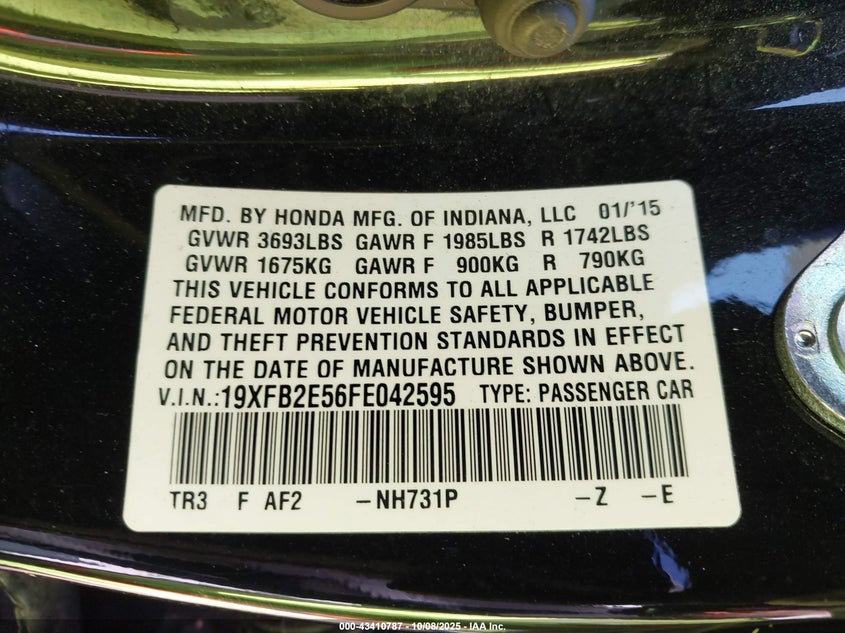 MFD. BY HONDA MFG. OF INDIANA, LLC 01/'15
GVWR 3693LBS GAWR F 1985LBS R 1742LBS
GVWR 1675KG GAWR F 900KG R 790KG
THIS VEHICLE CONFORMS TO ALL APPLICABLE
FEDERAL MOTOR VEHICLE SAFETY, BUMPER,
AND THEFT PREVENTION STANDARDS IN EFFECT
ON THE DATE OF MANUFACTURE SHOWN ABOVE.
V.I.N.:19XFB2E56FE042595 TYPE: PASSENGER CAR
TR3 F AF2 –NH731P –Z –E
000-43410787 - 10/08/2025 - IAA Inc.